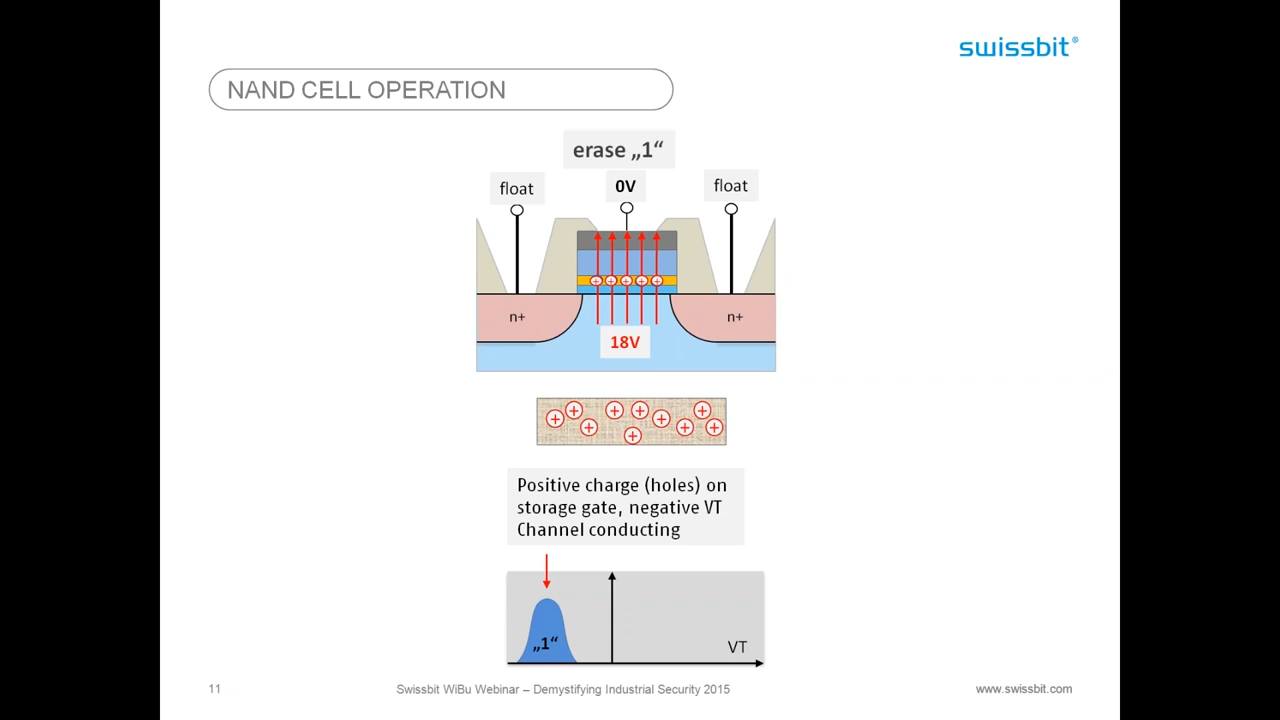 swissbit®
NAND CELL OPERATION
erase „1“
float
0V
float
n+
n+
18V
Positive charge (holes) on
storage gate, negative VT
Channel conducting
„1“
VT
11
Swissbit WiBu Webinar – Demystifying Industrial Security 2015
www.swissbit.com